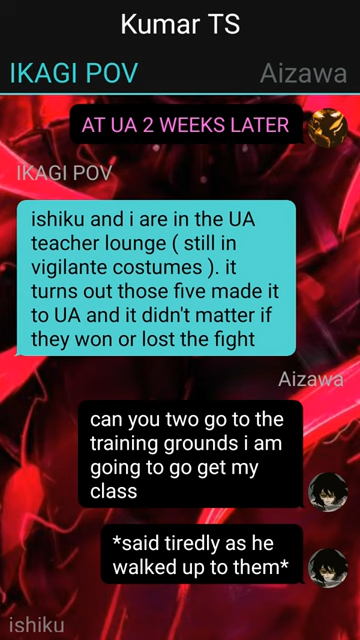 Kumar TS
IKAGI POV
Aizawa
AT UA 2 WEEKS LATER
IKAGI POV
ishiku and i are in the UA
teacher lounge ( still in
vigilante costumes ). it
turns out those five made it
to UA and it didn't matter if
they won or lost the fight
Aizawa
can you two go to the
training grounds i am
going to go get my
class
*said tiredly as he
walked up to them*
ishiku